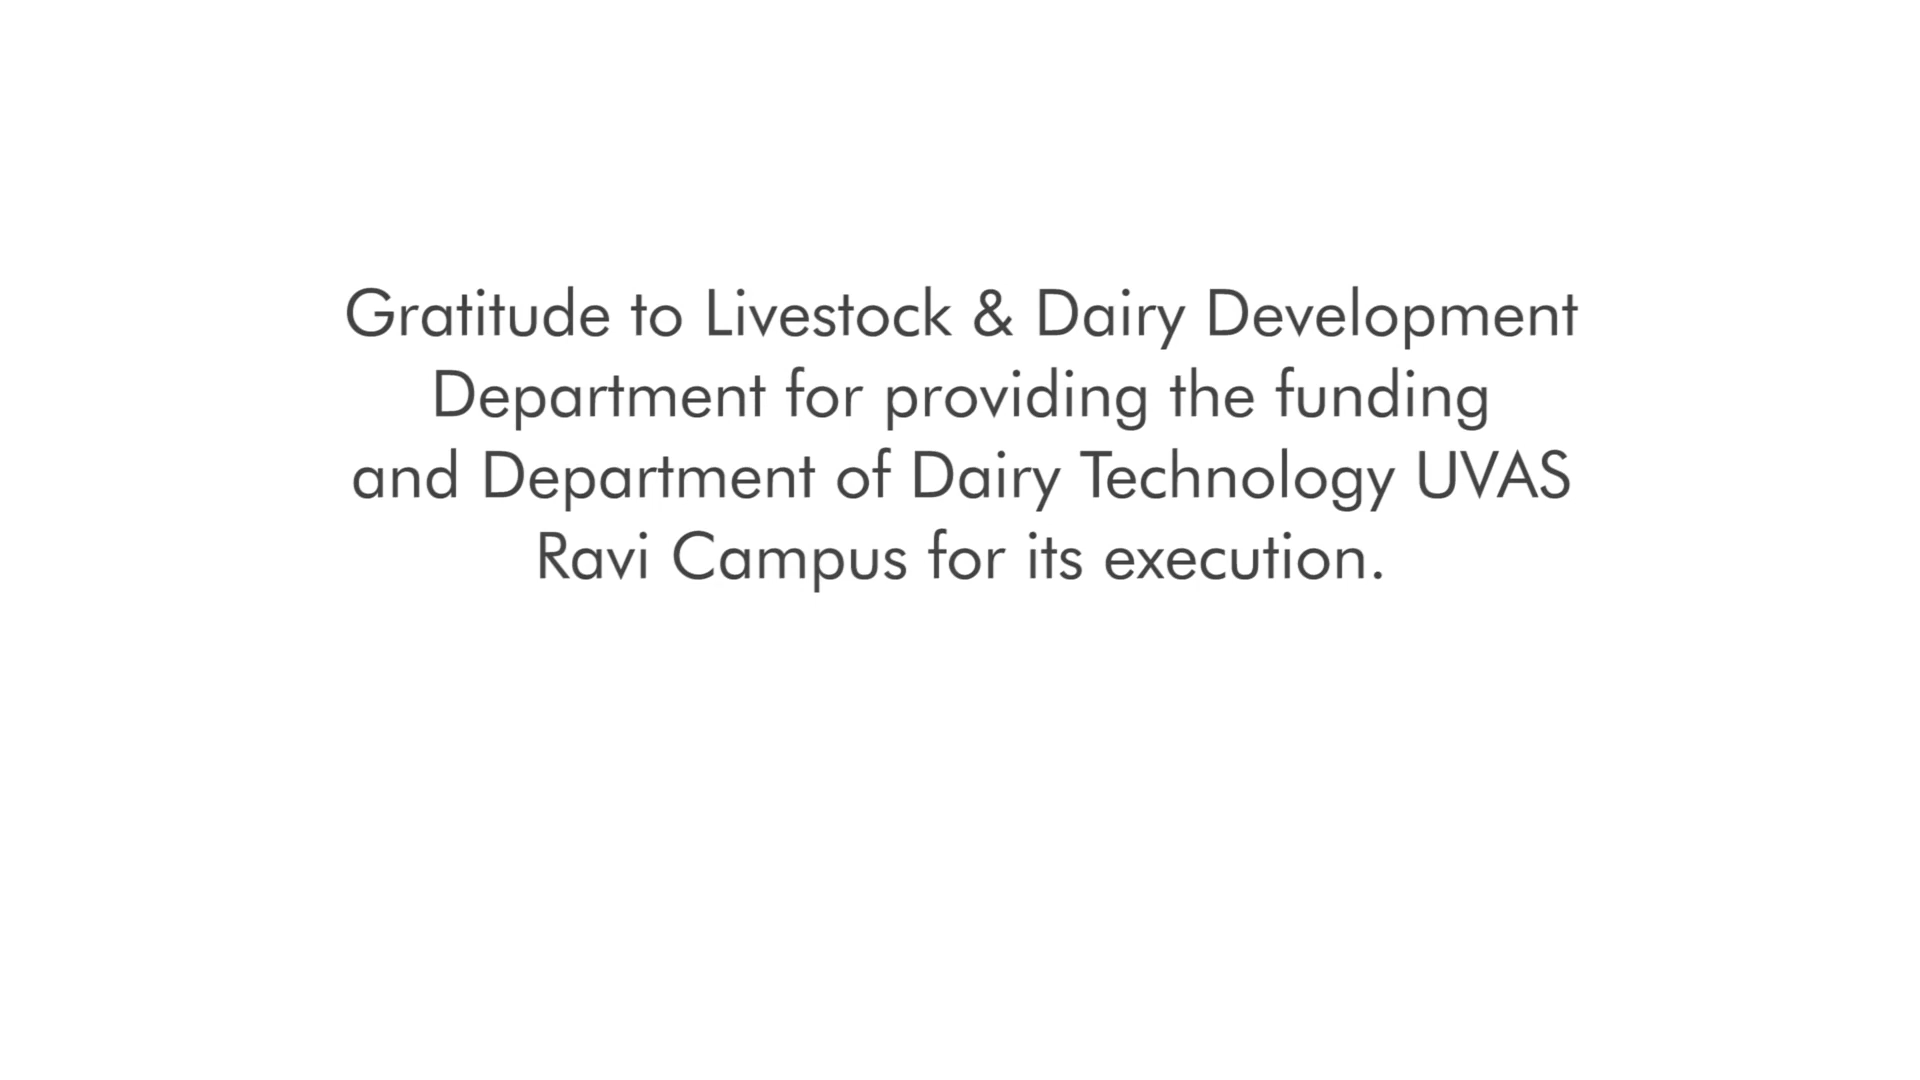 Gratitude to Livestock & Dairy Development
Department for providing the funding
and Department of Dairy Technology UVAS
Ravi Campus for its execution.